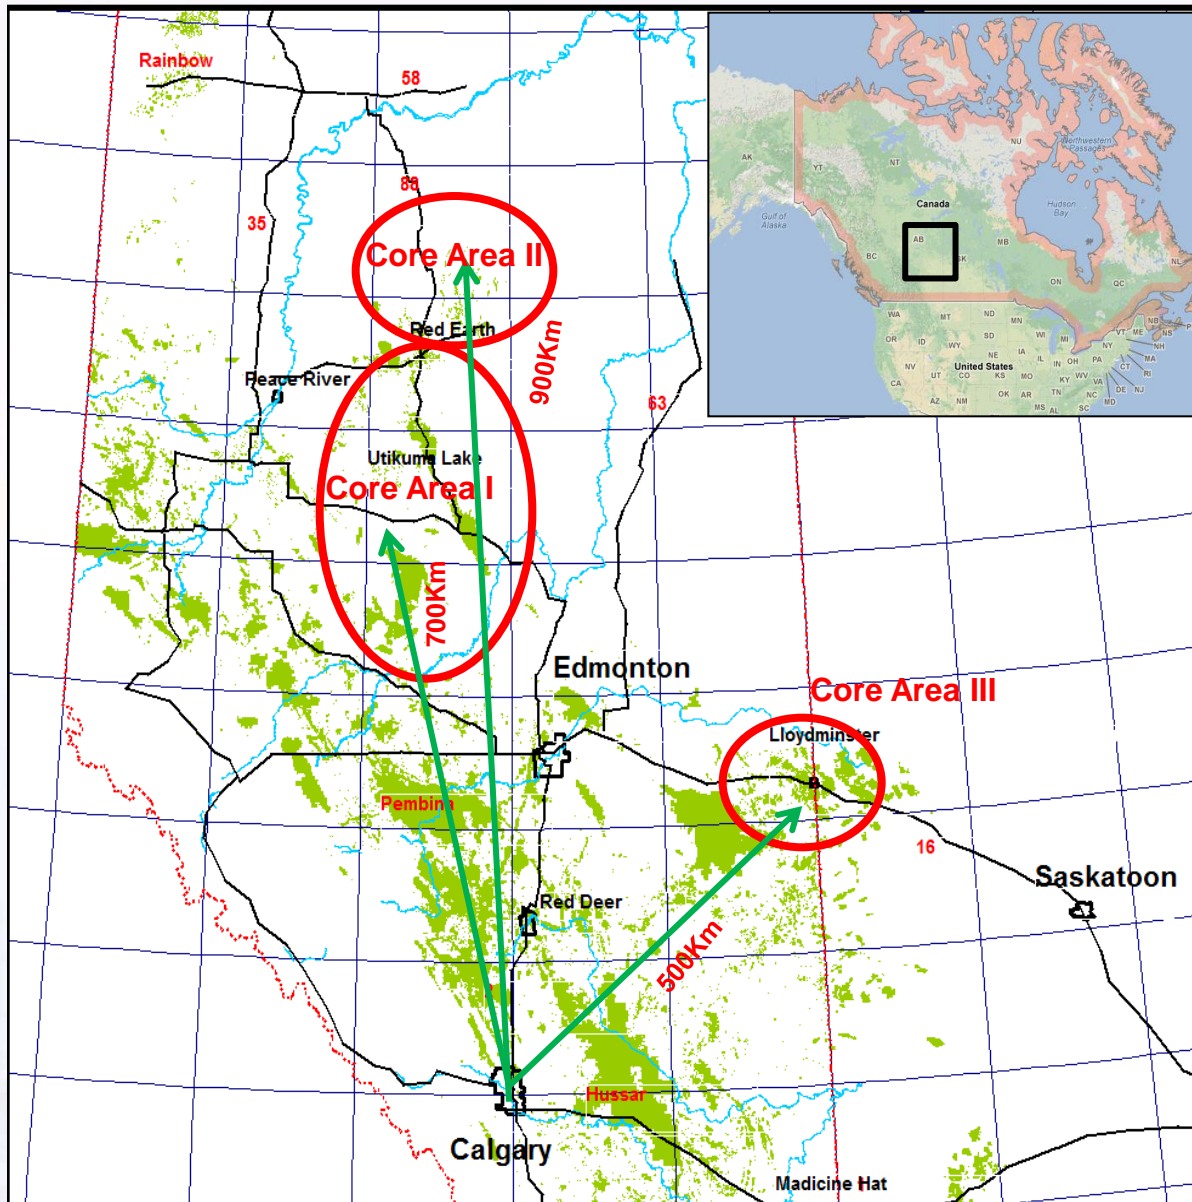 Rainbow
58
88
35
Core Area II
Red Earth
900Km
Peace River
63
Utikuma Lake
Core Area I
700Km
Edmonton
Core Area III
Lloydminster
Pembina
16
Saskatoon
Red Deer
500Km
Hussar
Calgary
Madicine Hat
AK
YT
NT
NU
Northwestern
Passages
Canada
Hudson
Bay
Gulf of
Alaska
BC
AB
SK
MB
ON
QC
NL
NB
WA
MT
ND
MN
OR
ID
SD
WI
MI
VT
ME
NS
WY
IA
NY
NH
NE
IL
IN
OH
PA
MA
NV
UT
United States
CT
RI
CA
CO
KS
MO
KY
WV
VA
DE
NJ
AZ
NM
OK
AR
TN
NC
MD
MS
AL
SC
DC